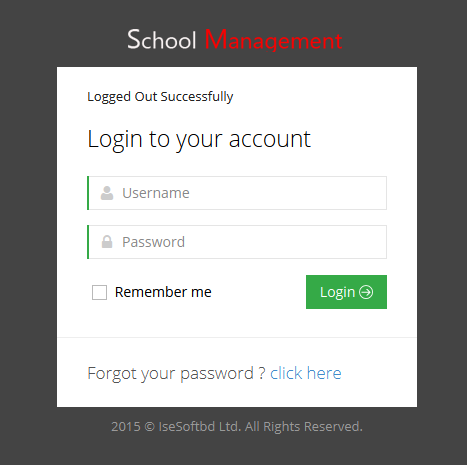 School Management
Logged Out Successfully
Login to your account
Username
Password
Remember me
Login
Forgot your password ? click here
2015 © IseSoftbd Ltd. All Rights Reserved.